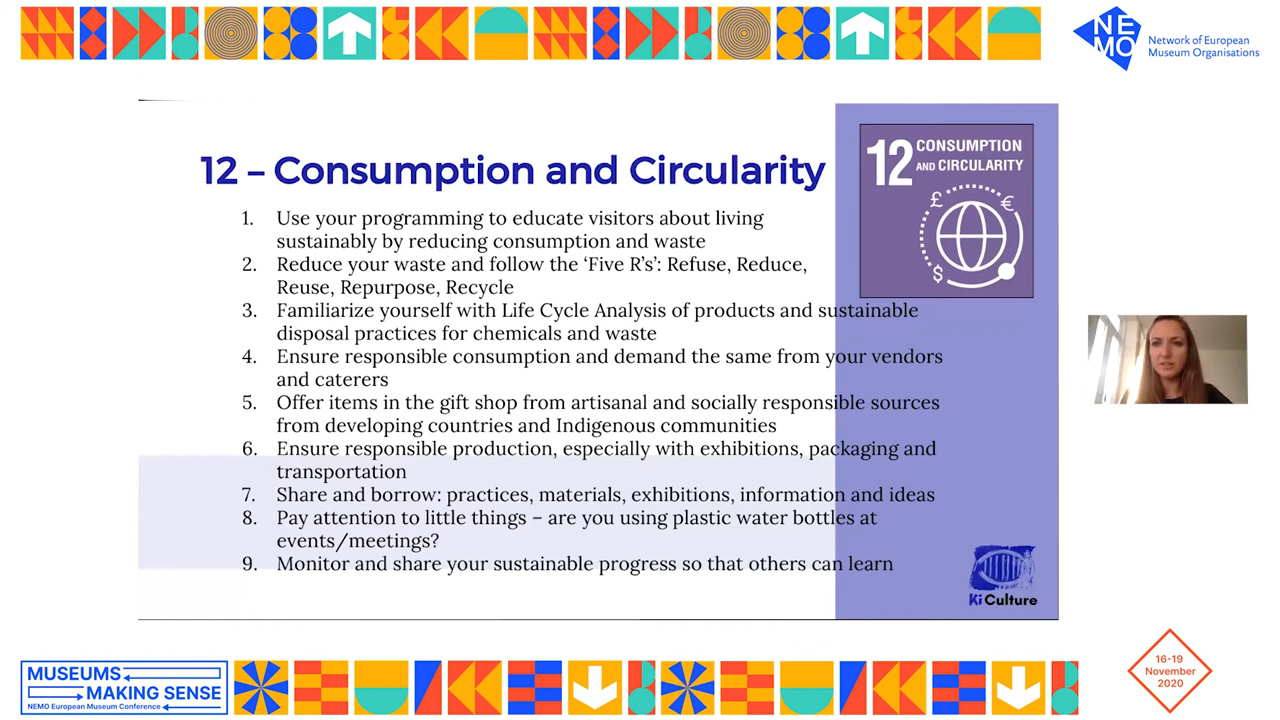 NE
MO
Network of European
Museum Organisations
12 – Consumption and Circularity
12 CONSUMPTION
AND CIRCULARITY
£
€
$
1. Use your programming to educate visitors about living
sustainably by reducing consumption and waste
2. Reduce your waste and follow the ‘Five R’s’: Refuse, Reduce,
Reuse, Repurpose, Recycle
3. Familiarize yourself with Life Cycle Analysis of products and sustainable
disposal practices for chemicals and waste
4. Ensure responsible consumption and demand the same from your vendors
and caterers
5. Offer items in the gift shop from artisanal and socially responsible sources
from developing countries and Indigenous communities
6. Ensure responsible production, especially with exhibitions, packaging and
transportation
7. Share and borrow: practices, materials, exhibitions, information and ideas
8. Pay attention to little things – are you using plastic water bottles at
events/meetings?
9. Monitor and share your sustainable progress so that others can learn
Ki Culture
MUSEUMS
MAKING SENSE
NEMO European Museum Conference
16-19
November
2020